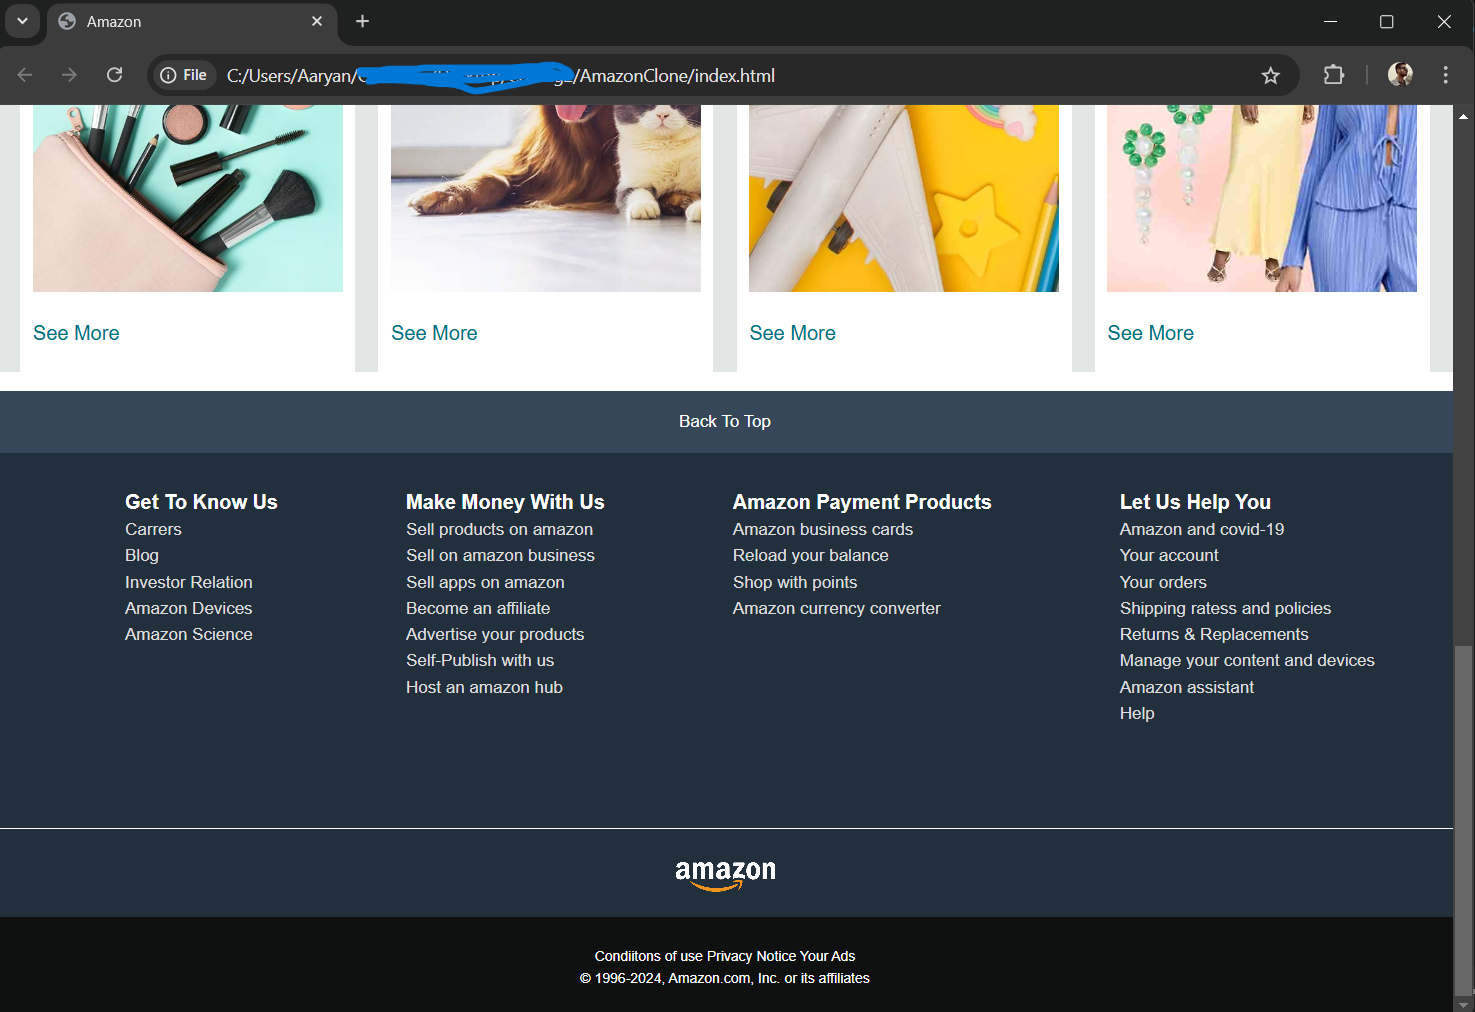 Amazon
File C:/Users/Aaryan/ /AmazonClone/index.html
See More See More See More See More
Back To Top
Get To Know Us
Carrers
Blog
Investor Relation
Amazon Devices
Amazon Science
Make Money With Us
Sell products on amazon
Sell on amazon business
Sell apps on amazon
Become an affiliate
Advertise your products
Self-Publish with us
Host an amazon hub
Amazon Payment Products
Amazon business cards
Reload your balance
Shop with points
Amazon currency converter
Let Us Help You
Amazon and covid-19
Your account
Your orders
Shipping ratess and policies
Returns & Replacements
Manage your content and devices
Amazon assistant
Help
amazon
Condiitons of use Privacy Notice Your Ads
© 1996-2024, Amazon.com, Inc. or its affiliates